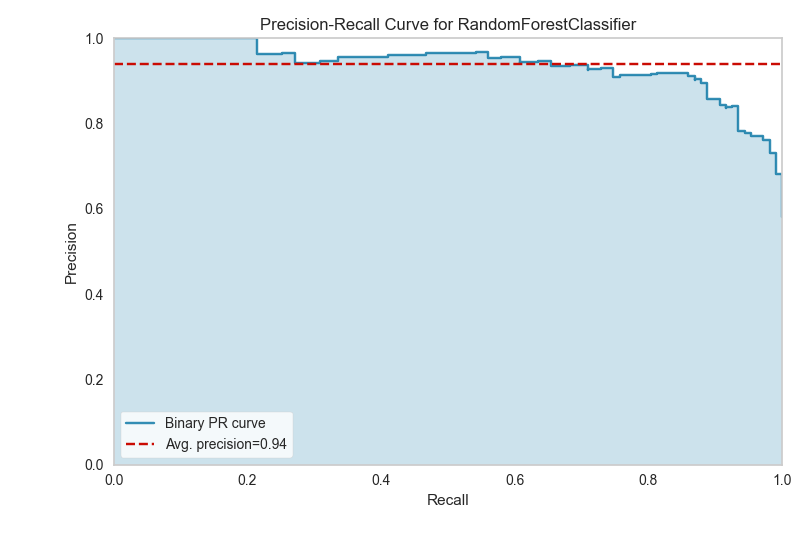 Precision-Recall Curve for RandomForestClassifier
1.0
0.8
0.6
0.4
0.2
0.0
Precision
Binary PR curve
Avg. precision=0.94
0.0 0.2 0.4 0.6 0.8 1.0
Recall